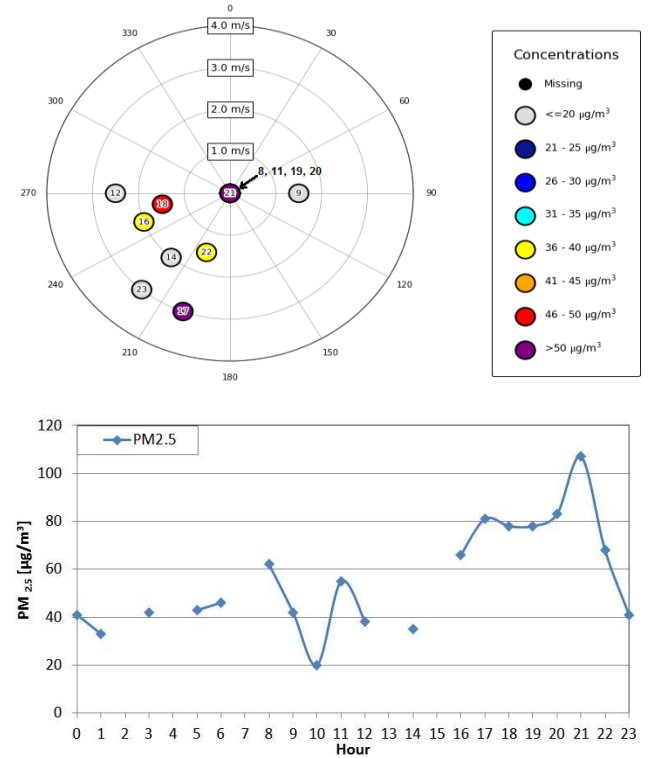 0
330
4.0 m/s
30
3.0 m/s
300
60
2.0 m/s
1.0 m/s
8, 11, 19, 20
270
12
21
9
90
18
16
22
14
240
120
23
17
210
150
180
Concentrations
Missing
<=20 µg/m³
21 - 25 µg/m³
26 - 30 µg/m³
31 - 35 µg/m³
36 - 40 µg/m³
41 - 45 µg/m³
46 - 50 µg/m³
>50 µg/m³
PM2.5
PM 2.5 [µg/m³]
120
100
80
60
40
20
0
0 1 2 3 4 5 6 7 8 9 10 11 12 13 14 15 16 17 18 19 20 21 22 23
Hour